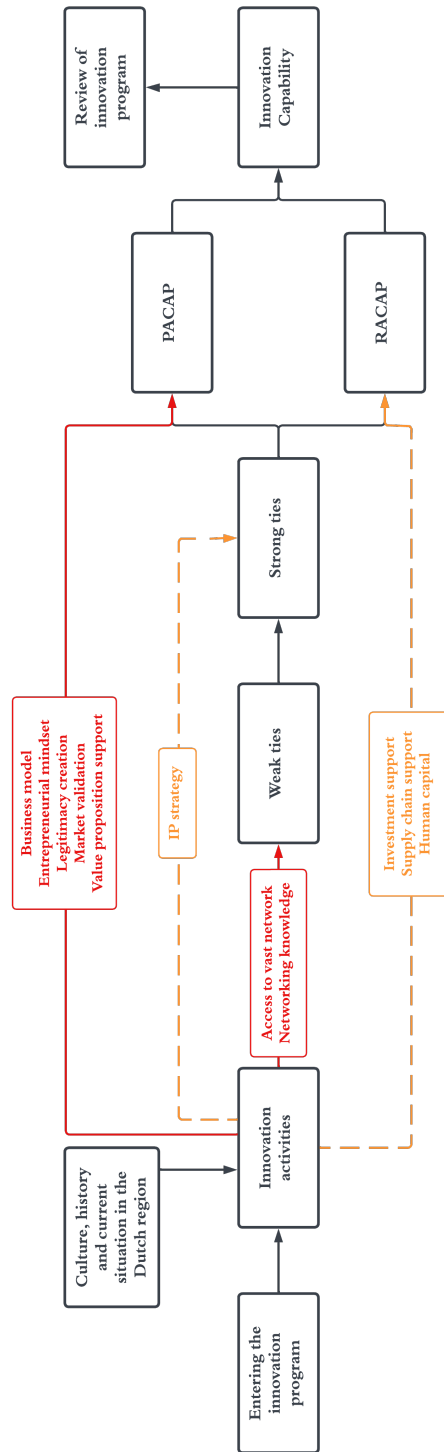 Entering the
innovation
program
Culture, history
and current
situation in the
Dutch region
Innovation
activities
Business model
Entrepreneurial mindset
Legitimacy creation
Market validation
Value proposition support
IP strategy
Access to vast network
Networking knowledge
Investment support
Supply chain support
Human capital
Weak ties
Strong ties
PACAP
RACAP
Innovation
Capability
Review of
innovation
program